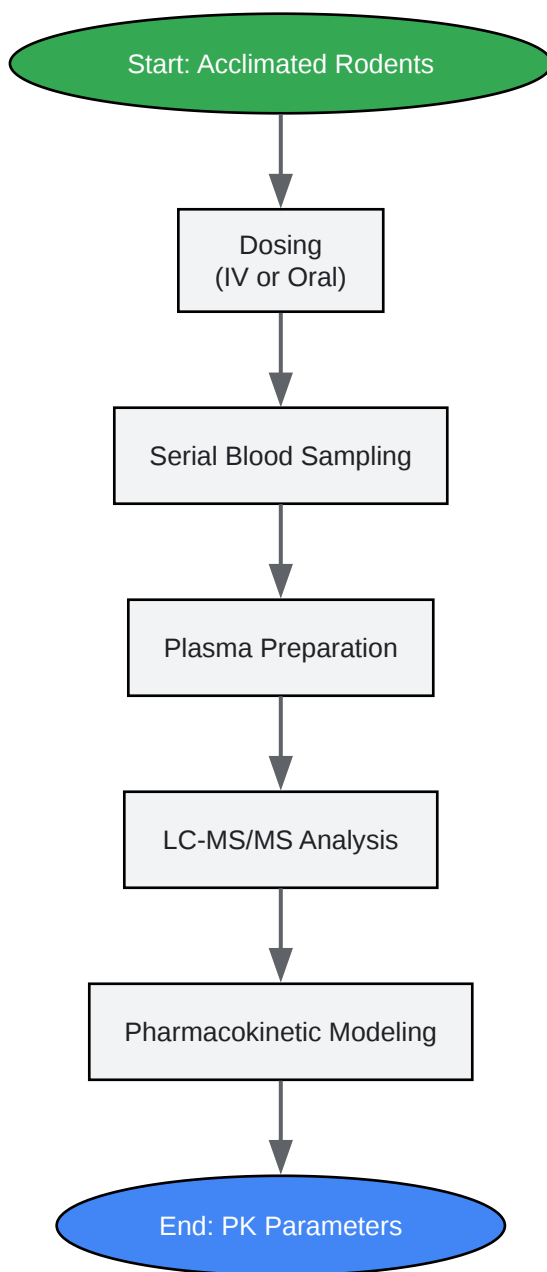 Start: Acclimated Rodents
Dosing
(IV or Oral)
Serial Blood Sampling
Plasma Preparation
LC-MS/MS Analysis
Pharmacokinetic Modeling
End: PK Parameters